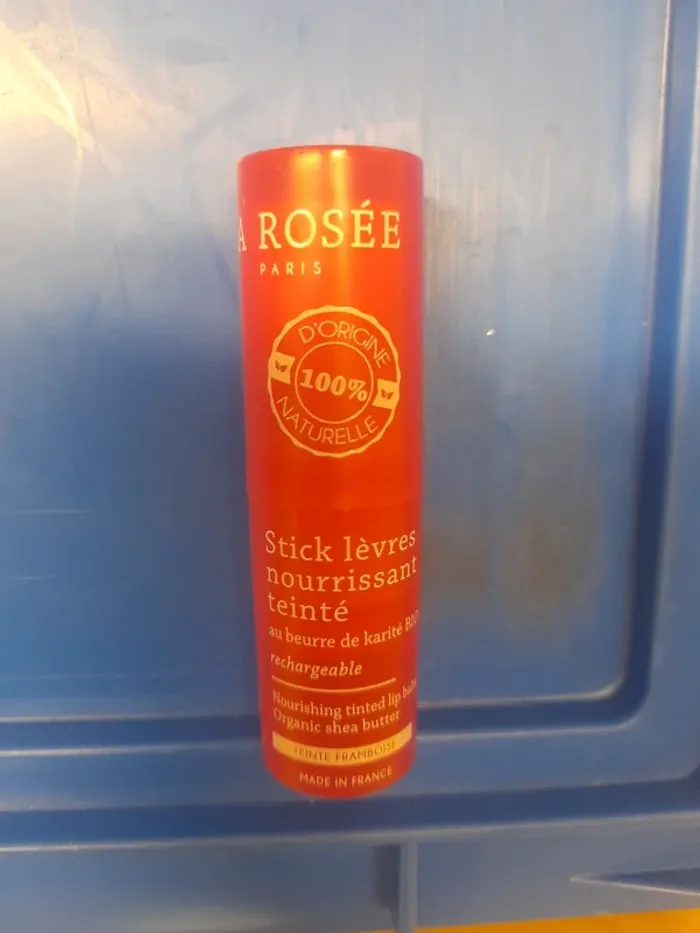 A ROSÉE
PARIS
D'ORIGINE
100%
NATURELLE
Stick lèvres
nourrissant
teinté
au beurre de karité BIO
rechargeable
Nourishing tinted lip balm
Organic shea butter
TEINTE FRAMBOISE
MADE IN FRANCE